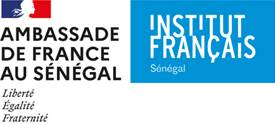 AMBASSADE
DE FRANCE
AU SÉNÉGAL
Liberté
Égalité
Fraternité
INSTITUT
FRANÇAIS
Sénégal